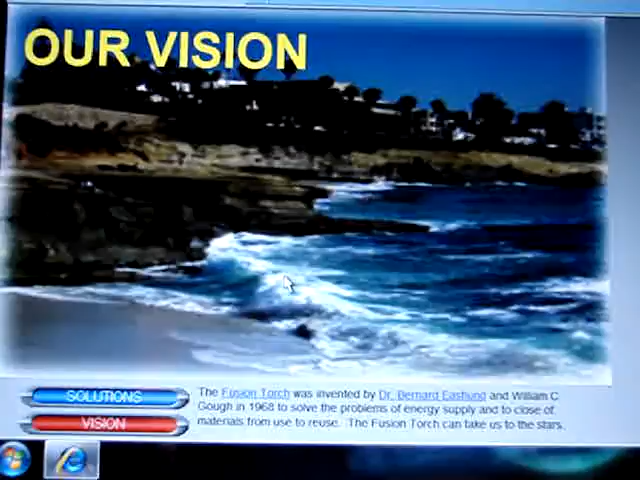 OUR VISION
SOLUTIONS
VISION
The Fusion Torch was invented by Dr. Bernard Eastlund and William C
Gough in 1968 to solve the problems of energy supply and to close of
materials from use to reuse. The Fusion Torch can take us to the stars.